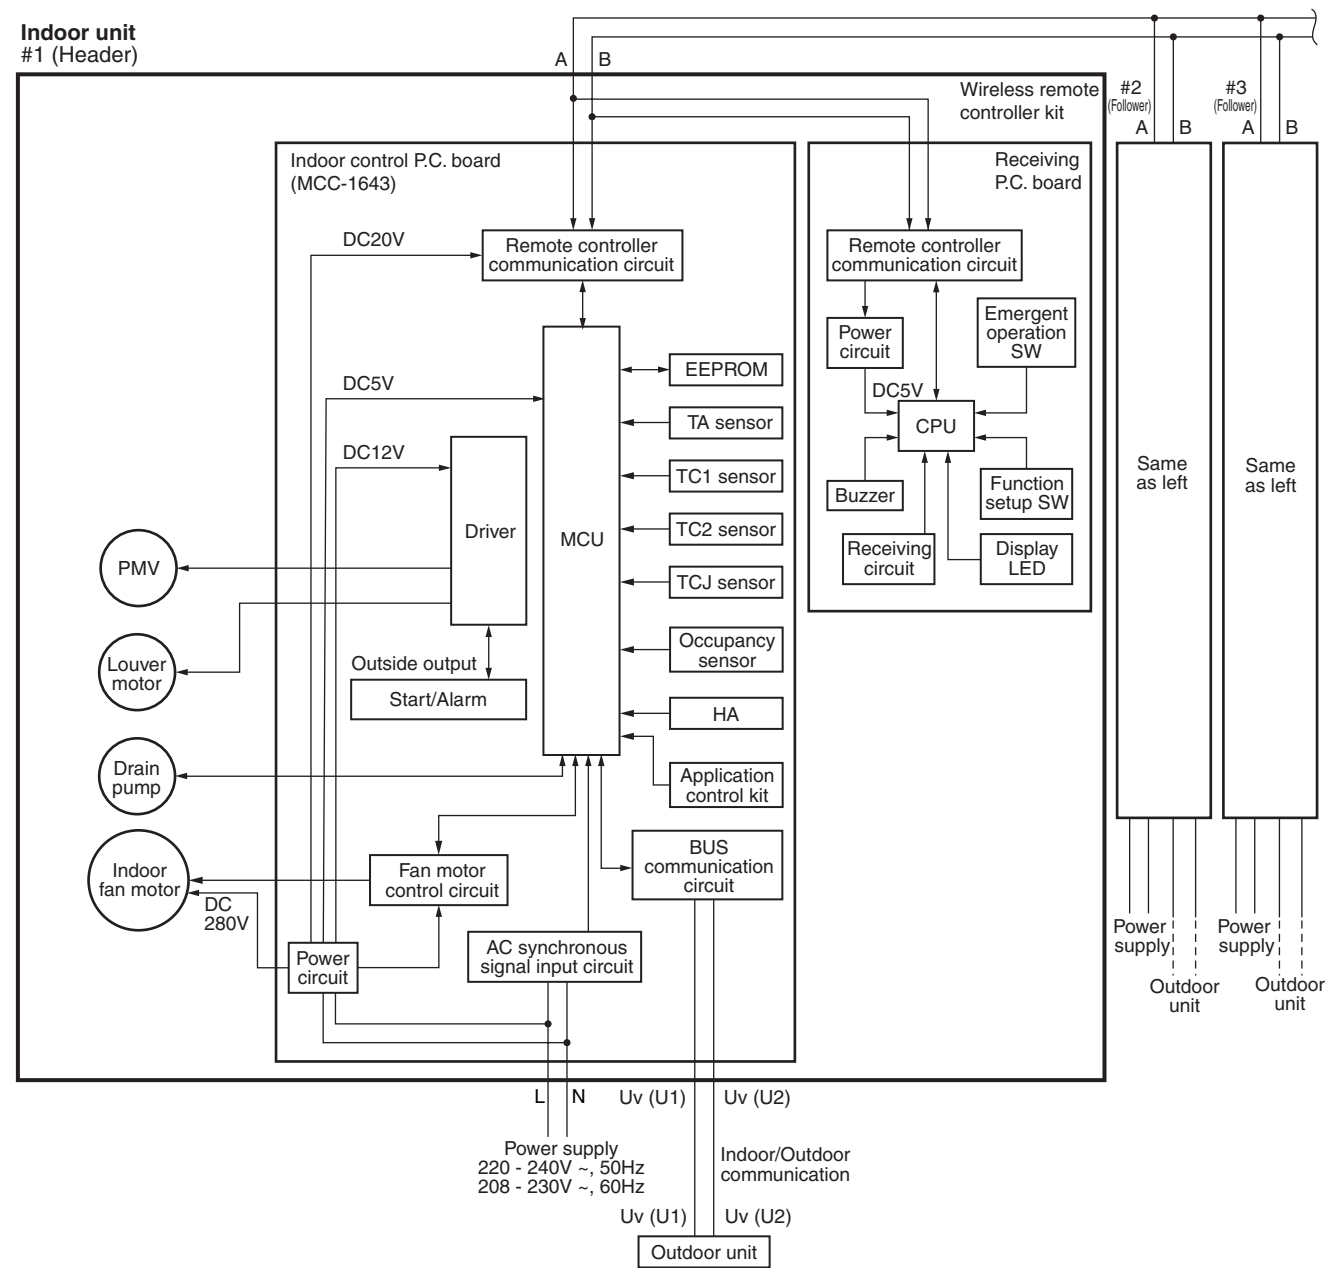 Indoor unit
#1 (Header)
A
B
Wireless remote
controller kit
#2
(Follower)
A
B
#3
(Follower)
A
B
Indoor control P.C. board
(MCC-1643)
Receiving
P.C. board
DC20V
Remote controller
communication circuit
Remote controller
communication circuit
Power
circuit
Emergent
operation
SW
DC5V
EEPROM
DC5V
CPU
TA sensor
DC12V
TC1 sensor
Buzzer
Function
setup SW
Same
as left
Same
as left
Driver
MCU
TC2 sensor
Receiving
circuit
Display
LED
PMV
TCJ sensor
Louver
motor
Outside output
Start/Alarm
Occupancy
sensor
HA
Drain
pump
Application
control kit
Indoor
fan motor
DC
280V
Fan motor
control circuit
BUS
communication
circuit
Power
circuit
AC synchronous
signal input circuit
Power
supply
Outdoor
unit
Power
supply
Outdoor
unit
L
N
Uv (U1)
Uv (U2)
Power supply
220 - 240V ~, 50Hz
208 - 230V ~, 60Hz
Indoor/Outdoor
communication
Uv (U1)
Uv (U2)
Outdoor unit